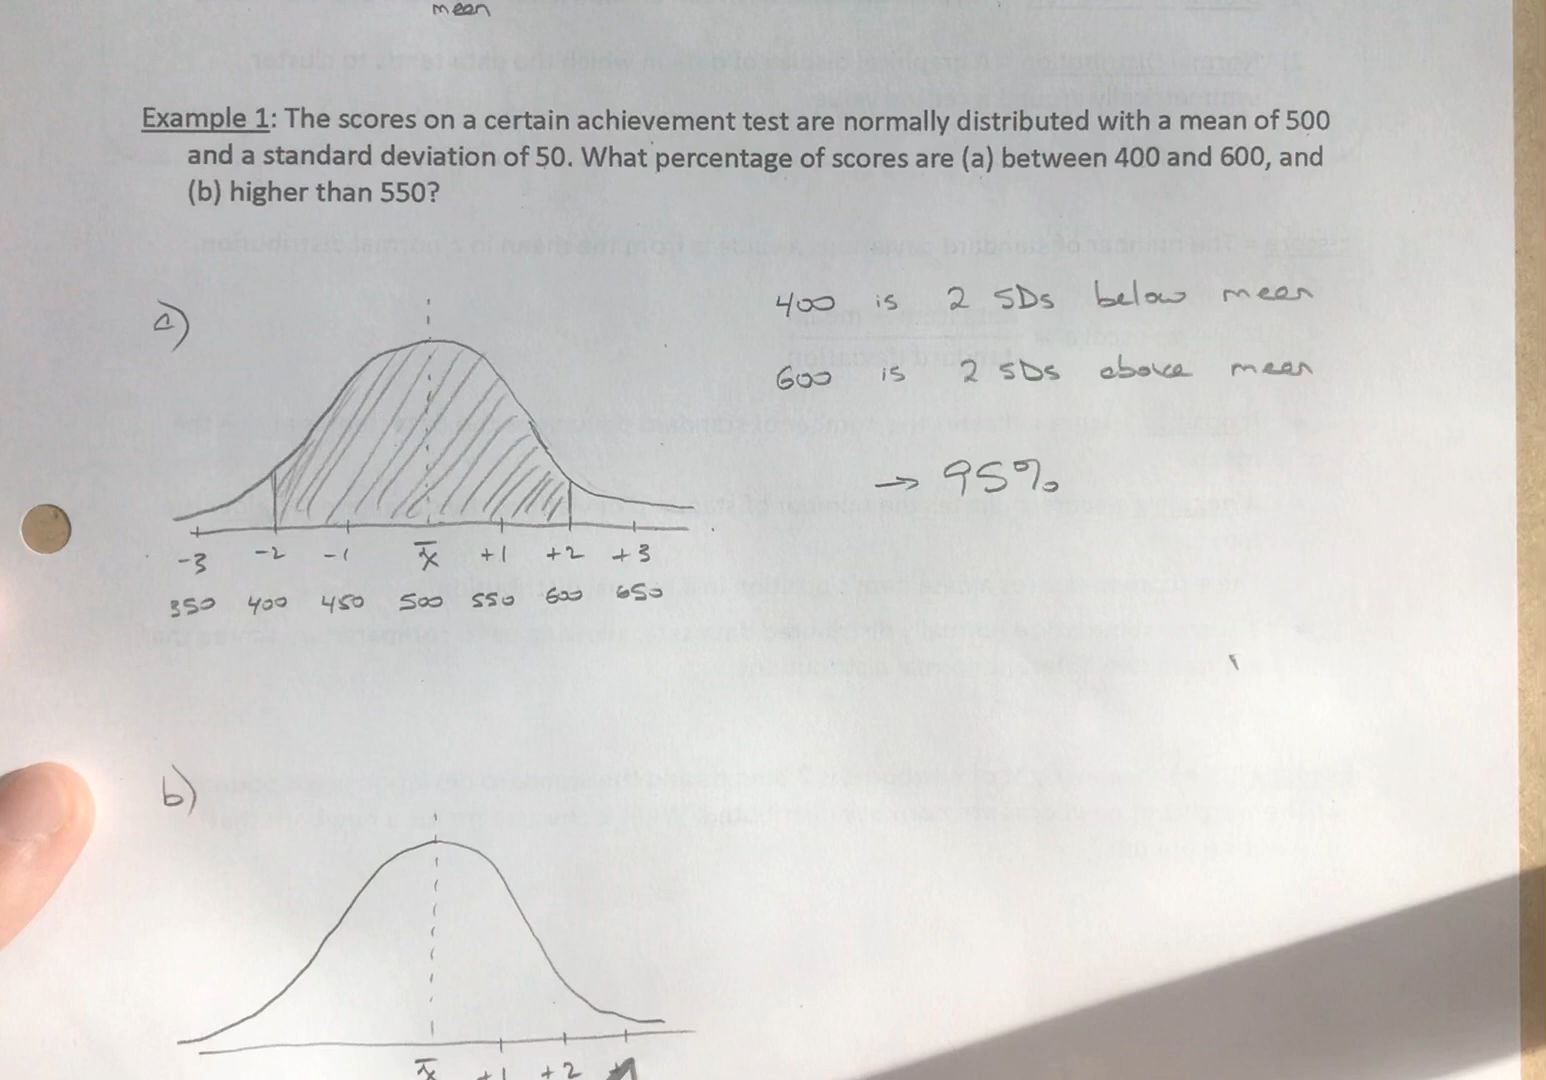 mean
Example 1: The scores on a certain achievement test are normally distributed with a mean of 500
and a standard deviation of 50. What percentage of scores are (a) between 400 and 600, and
(b) higher than 550?
a)
400 is 2 SDs below mean
600 is 2 SDs above mean
→ 95%
-3 -2 -1 x̅ +1 +2 +3
350 400 450 500 550 600 650
b)
x̅ +1 +2